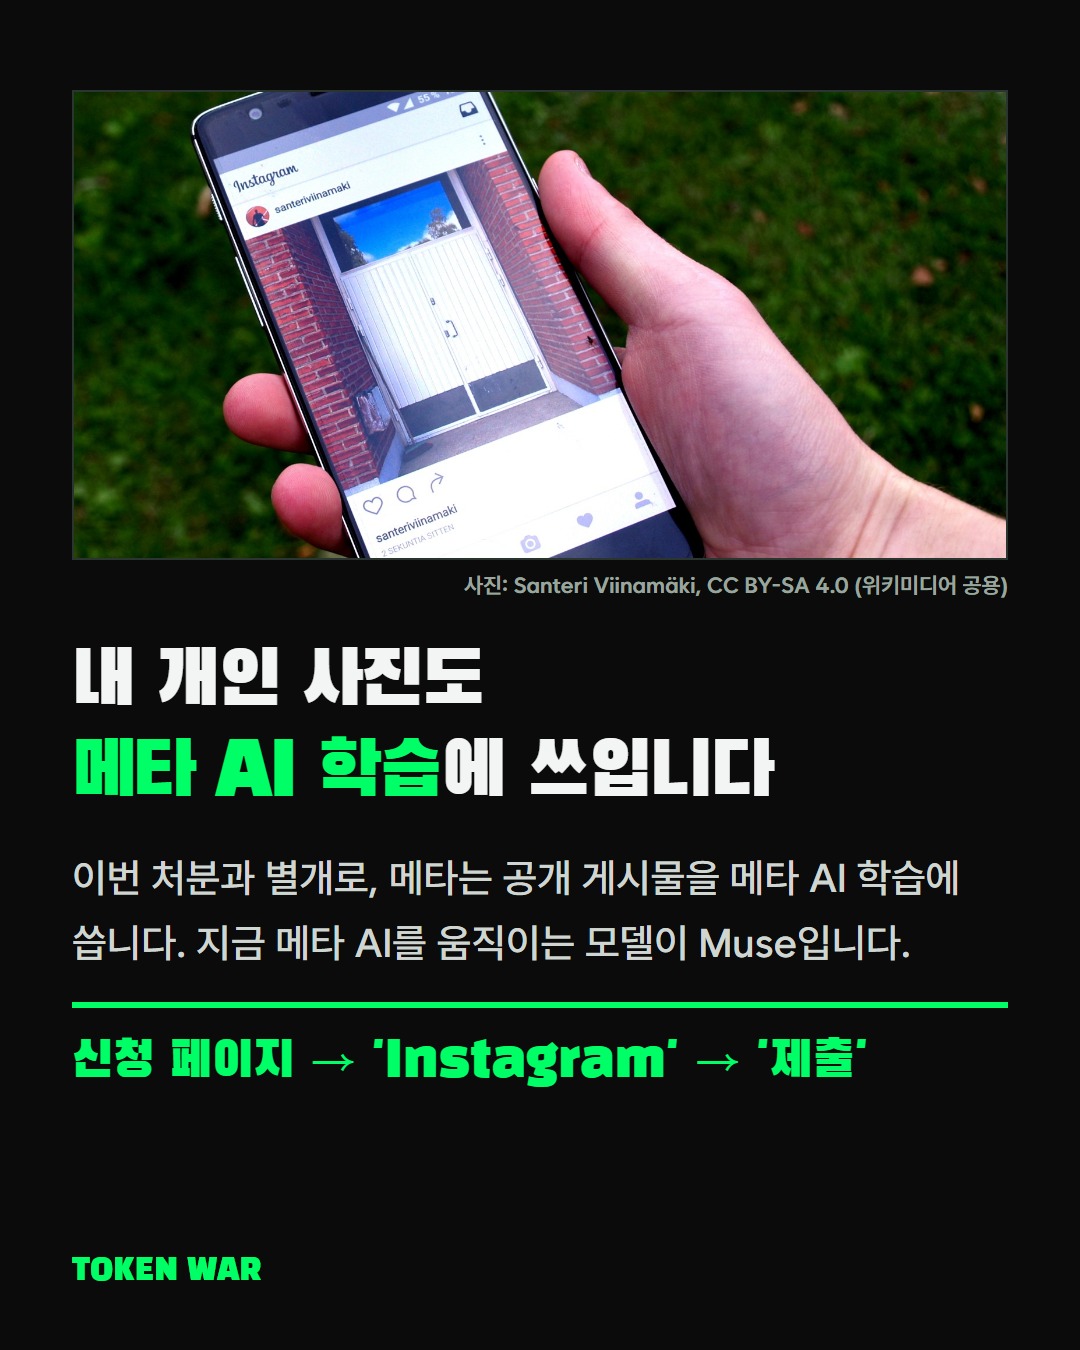 55 %
Instagram
santeriviinamaki
santeriviinamaki
2 SEKUNTIA SITTEN
사진: Santeri Viinamäki, CC BY-SA 4.0 (위키미디어 공용)
내 개인 사진도
메타 AI 학습에 쓰입니다
이번 처분과 별개로, 메타는 공개 게시물을 메타 AI 학습에
씁니다. 지금 메타 AI를 움직이는 모델이 Muse입니다.
신청 페이지 → 'Instagram' → '제출'
TOKEN WAR